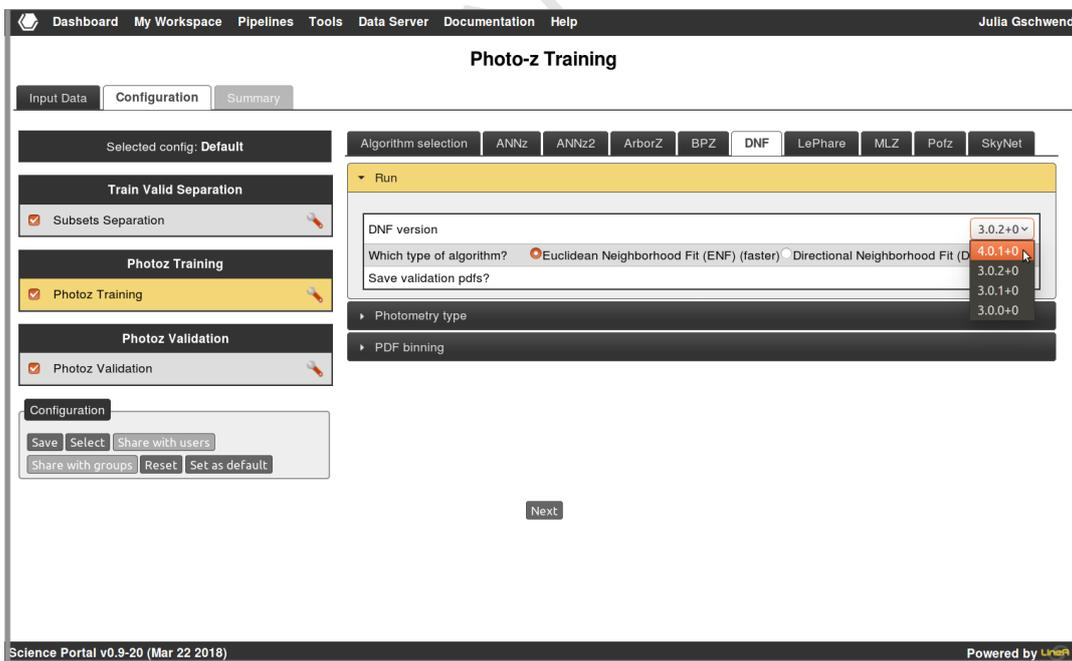 Dashboard My Workspace Pipelines Tools Data Server Documentation Help Julia Gschwend
Photo-z Training
Input Data Configuration Summary
Selected config: Default
Train Valid Separation
Subsets Separation
Photoz Training
Photoz Training
Photoz Validation
Photoz Validation
Configuration
Save Select Share with users
Share with groups Reset Set as default
Algorithm selection ANNz ANNz2 ArborZ BPZ DNF LePhare MLZ Pofz SkyNet
Run
DNF version 3.0.2+0
Which type of algorithm? Euclidean Neighborhood Fit (ENF) (faster) Directional Neighborhood Fit (D
Save validation pdfs?
4.0.1+0
3.0.2+0
3.0.1+0
3.0.0+0
Photometry type
PDF binning
Next
Science Portal v0.9-20 (Mar 22 2018) Powered by LIneA